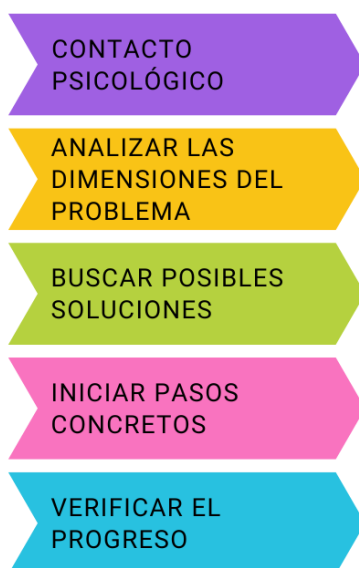 CONTACTO
PSICOLÓGICO
ANALIZAR LAS
DIMENSIONES DEL
PROBLEMA
BUSCAR POSIBLES
SOLUCIONES
INICIAR PASOS
CONCRETOS
VERIFICAR EL
PROGRESO